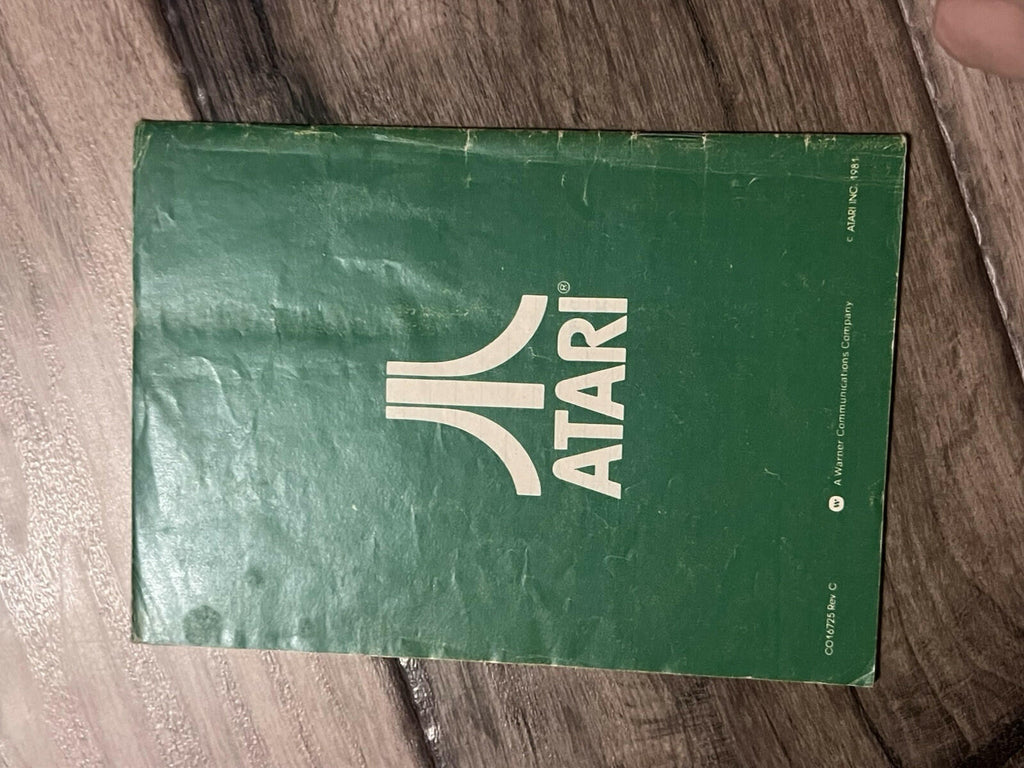 ATARI®
Ⓦ A Warner Communications Company
CO16725 Rev. C
© ATARI INC. 1981